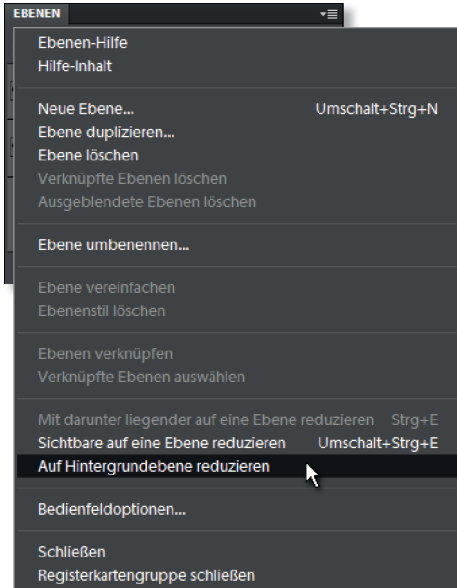 EBENEN
Ebenen-Hilfe
Hilfe-Inhalt
Neue Ebene... Umschalt+Strg+N
Ebene duplizieren...
Ebene löschen
Verknüpfte Ebenen löschen
Ausgeblendete Ebenen löschen
Ebene umbenennen...
Ebene vereinfachen
Ebenenstil löschen
Ebenen verknüpfen
Verknüpfte Ebenen auswählen
Mit darunter liegender auf eine Ebene reduzieren Strg+E
Sichtbare auf eine Ebene reduzieren Umschalt+Strg+E
Auf Hintergrundebene reduzieren
Bedienfeldoptionen...
Schließen
Registerkartengruppe schließen